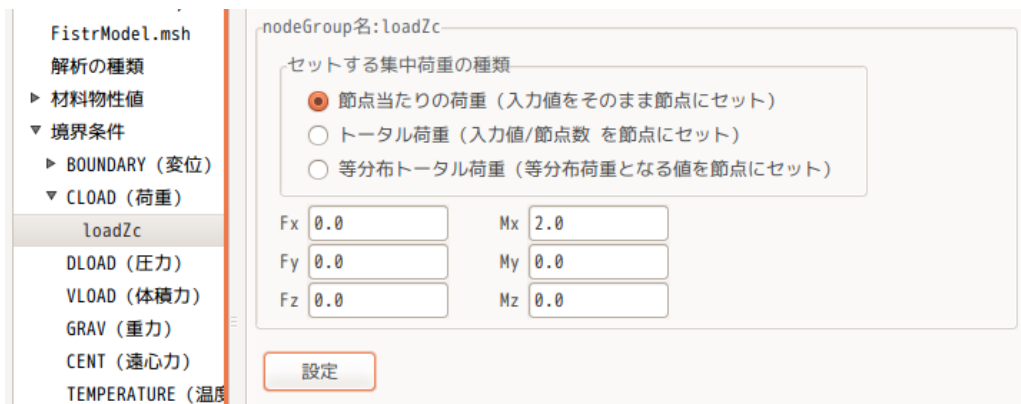 FistrModel.msh
解析の種類
材料物性値
境界条件
BOUNDARY (変位)
CLOAD (荷重)
loadZc
DLOAD (圧力)
VLOAD (体積力)
GRAV (重力)
CENT (遠心力)
TEMPERATURE (温度
nodeGroup名:loadZc
セットする集中荷重の種類
節点当たりの荷重 (入力値をそのまま節点にセット)
トータル荷重 (入力値/節点数 を節点にセット)
等分布トータル荷重 (等分布荷重となる値を節点にセット)
Fx 0.0 Mx 2.0
Fy 0.0 My 0.0
Fz 0.0 Mz 0.0
設定